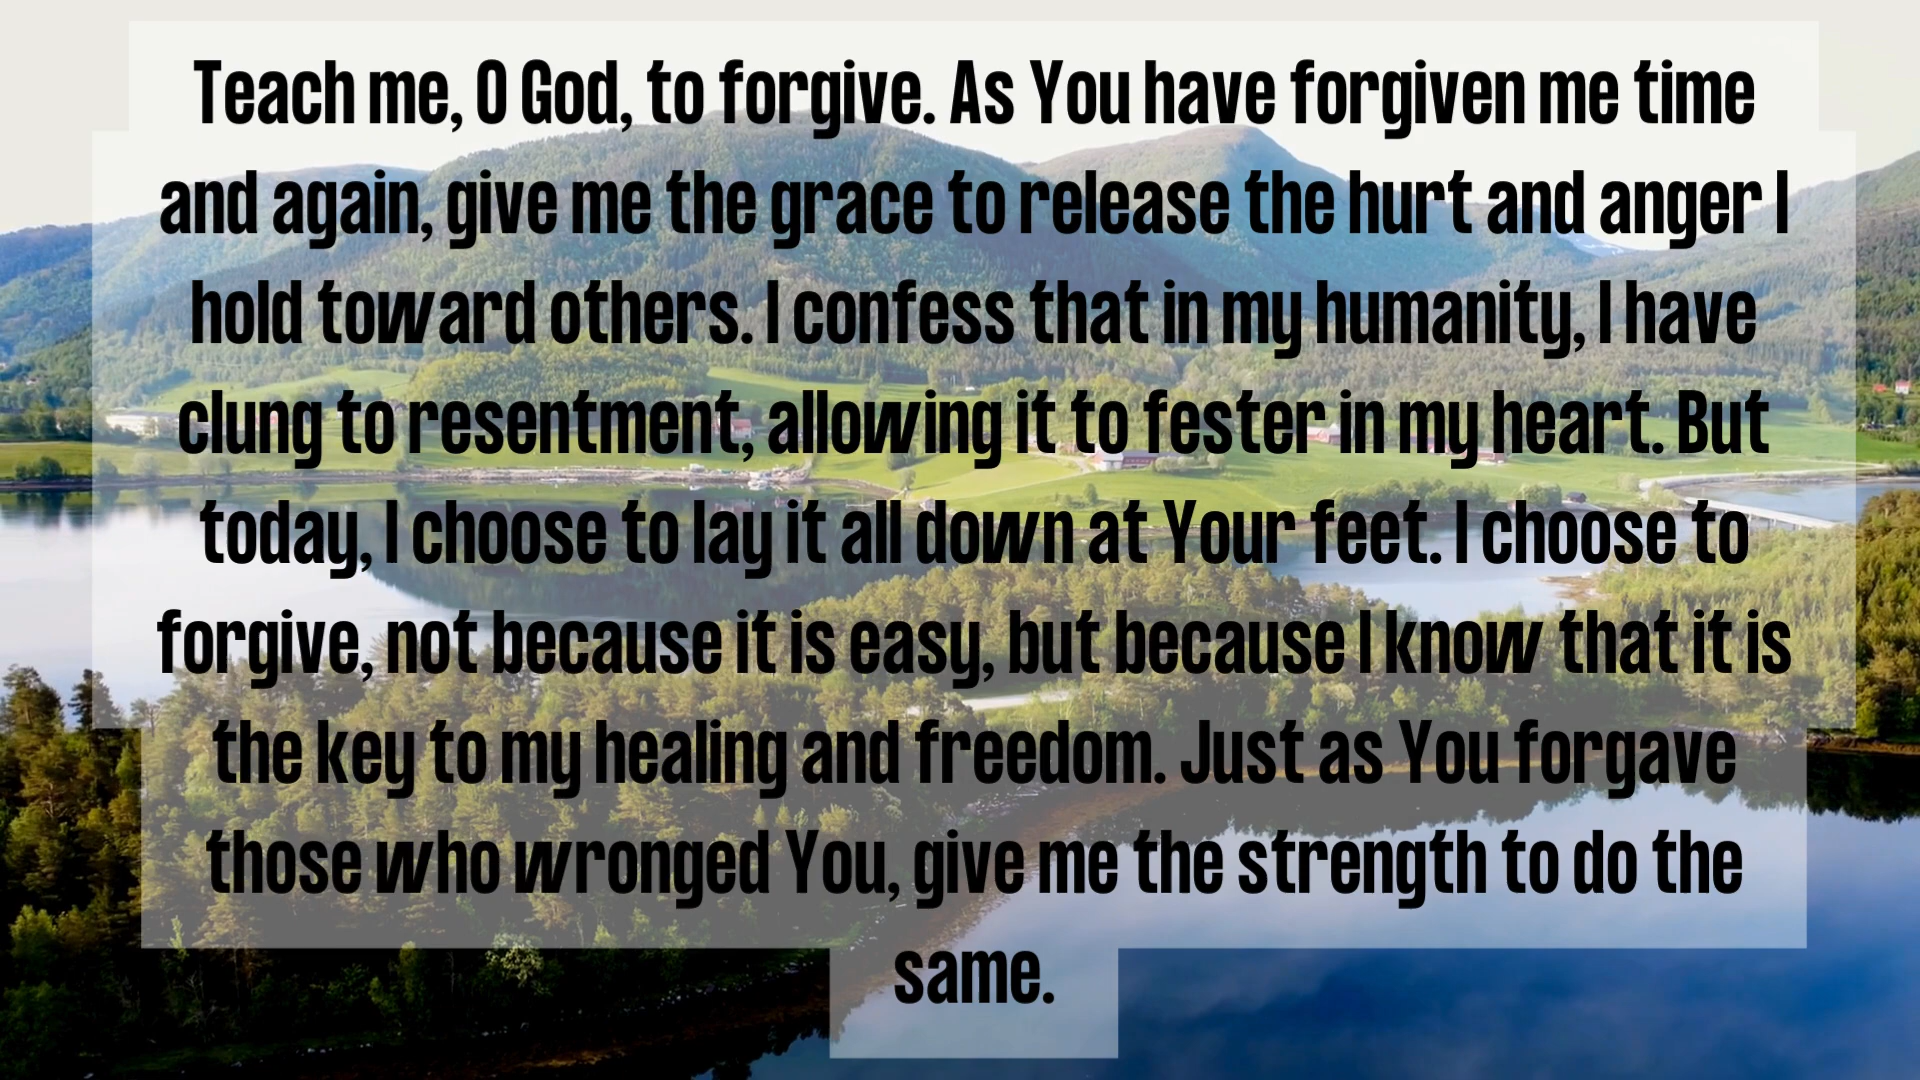 Teach me, O God, to forgive. As You have forgiven me time
and again, give me the grace to release the hurt and anger I
hold toward others. I confess that in my humanity, I have
clung to resentment, allowing it to fester in my heart. But
today, I choose to lay it all down at Your feet. I choose to
forgive, not because it is easy, but because I know that it is
the key to my healing and freedom. Just as You forgave
those who wronged You, give me the strength to do the
same.